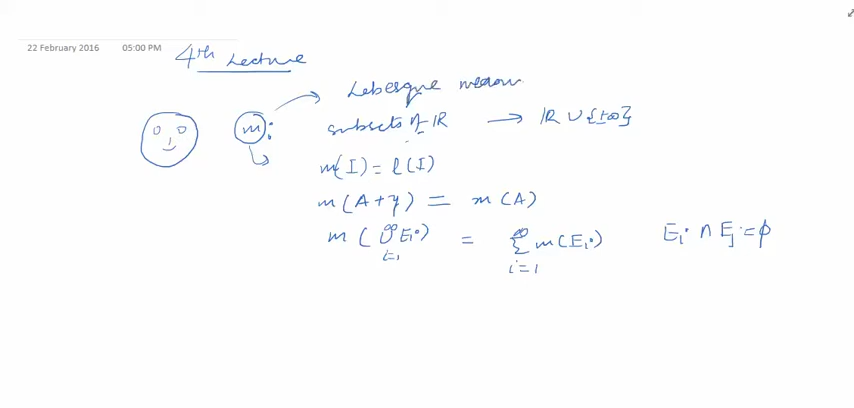 22 February 2016 05:00 PM
4th Lecture
Lebesgue
m : subsets of IR → IR ∪ {±∞}
m(I) = l(I)
m(A+y) = m(A)
m(∪_{i=1}^∞ Ei) = Σ_{i=1}^∞ m(Ei) Ei ∩ Ej = ϕ